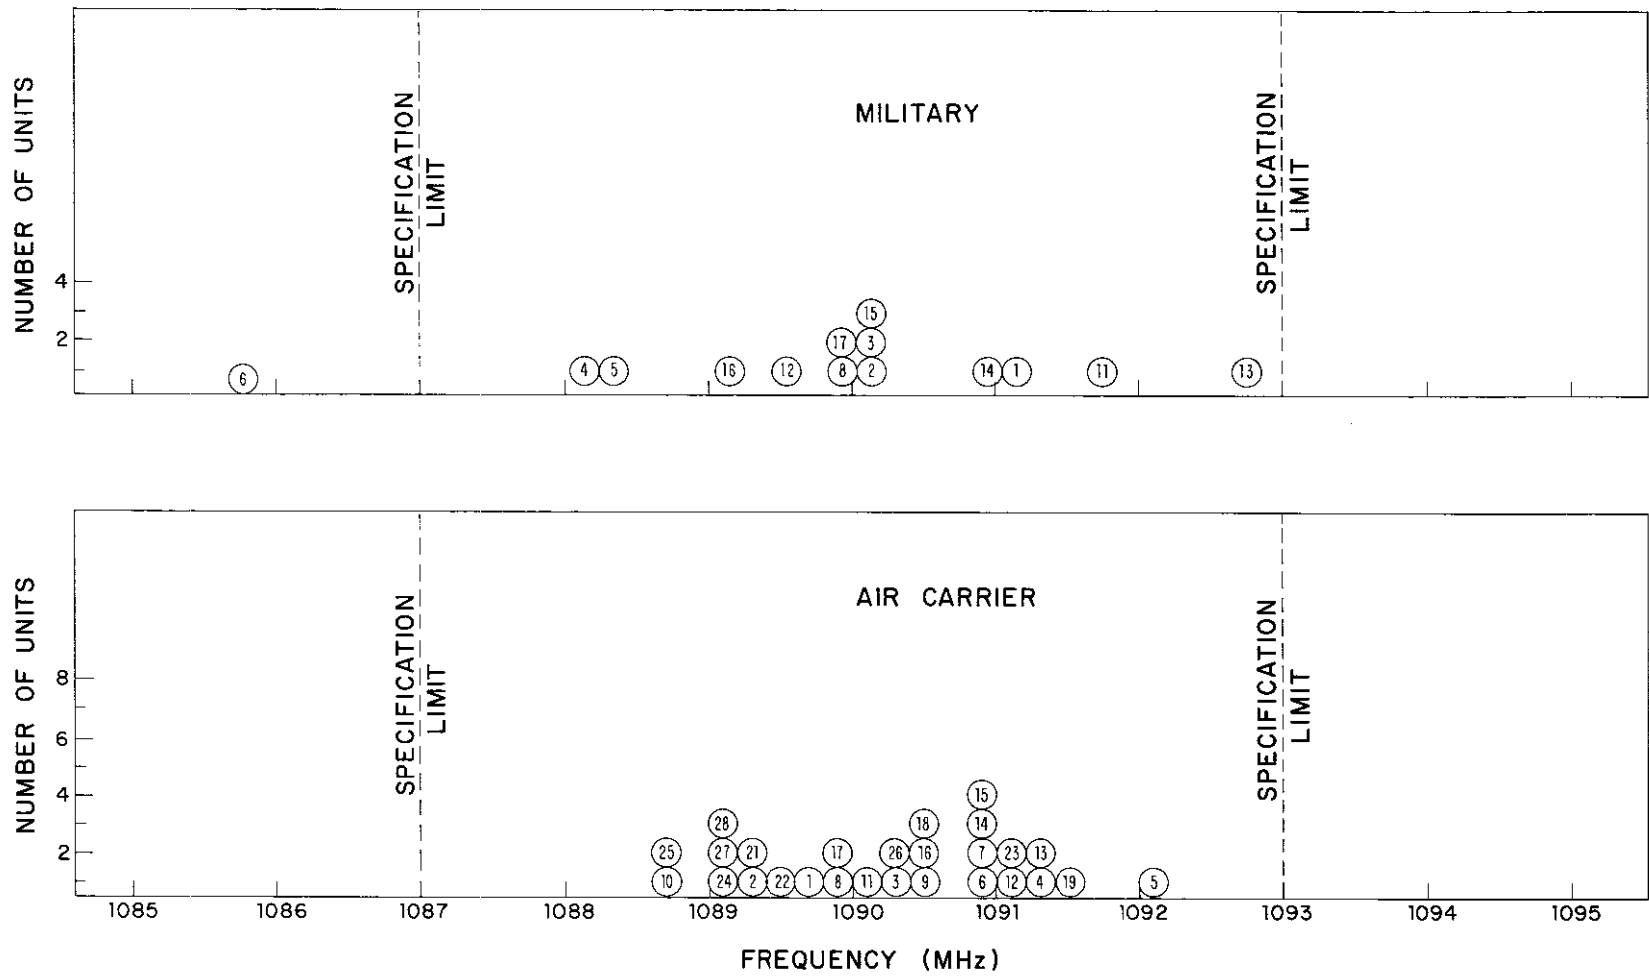 MILITARY
NUMBER OF UNITS
SPECIFICATION
LIMIT
SPECIFICATION
LIMIT
4
2
15
17 3
6 4 5 16 12 8 2 14 1 11 13
AIR CARRIER
NUMBER OF UNITS
SPECIFICATION
LIMIT
SPECIFICATION
LIMIT
8
6
4
2
15
28 18 14
25 27 21 17 26 16 7 23 13
10 24 2 22 1 8 11 3 9 6 12 4 19 5
1085 1086 1087 1088 1089 1090 1091 1092 1093 1094 1095
FREQUENCY (MHz)